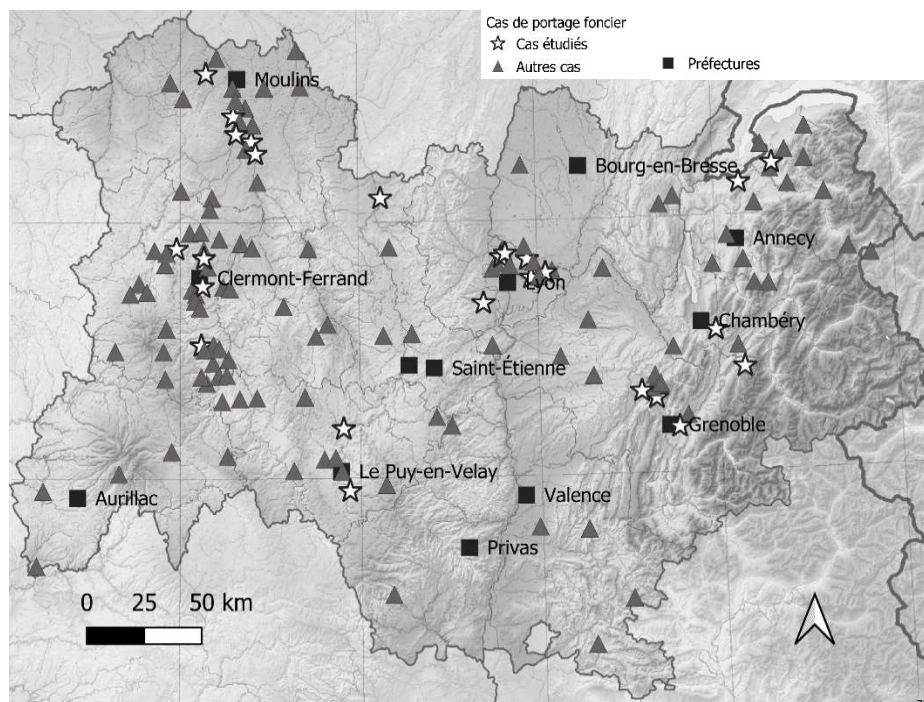 Cas de portage foncier
Cas étudiés
Autres cas
Préfectures
Moulins
Bourg-en-Bresse
Annecy
Clermont-Ferrand
Lyon
Chambéry
Saint-Étienne
Grenoble
Le Puy-en-Velay
Aurillac
Valence
Privas
0 25 50 km